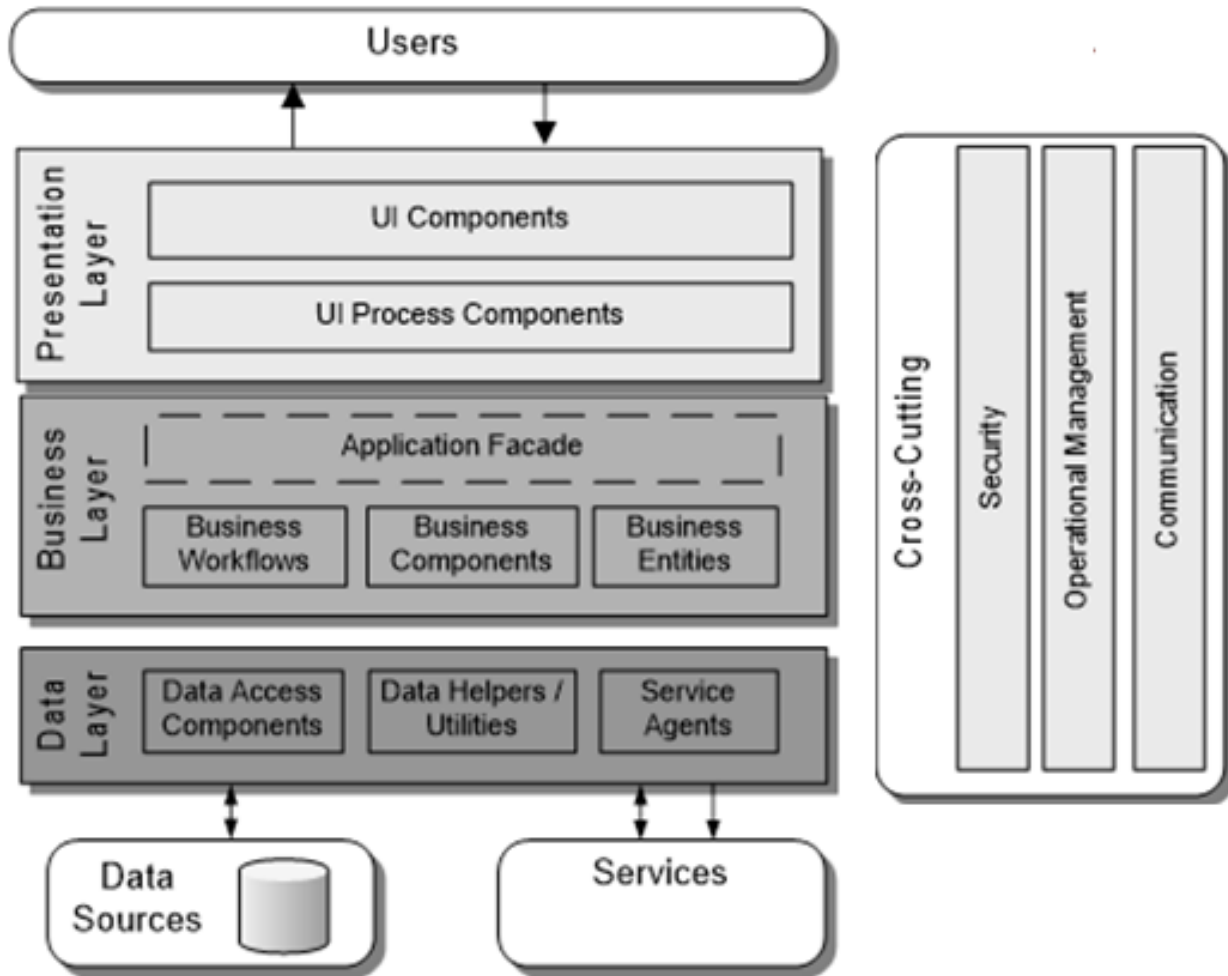 Users
Presentation
Layer
UI Components
UI Process Components
Business
Layer
Application Facade
Business
Workflows
Business
Components
Business
Entities
Data
Layer
Data Access
Components
Data Helpers /
Utilities
Service
Agents
Data
Sources
Services
Cross-Cutting
Security
Operational Management
Communication